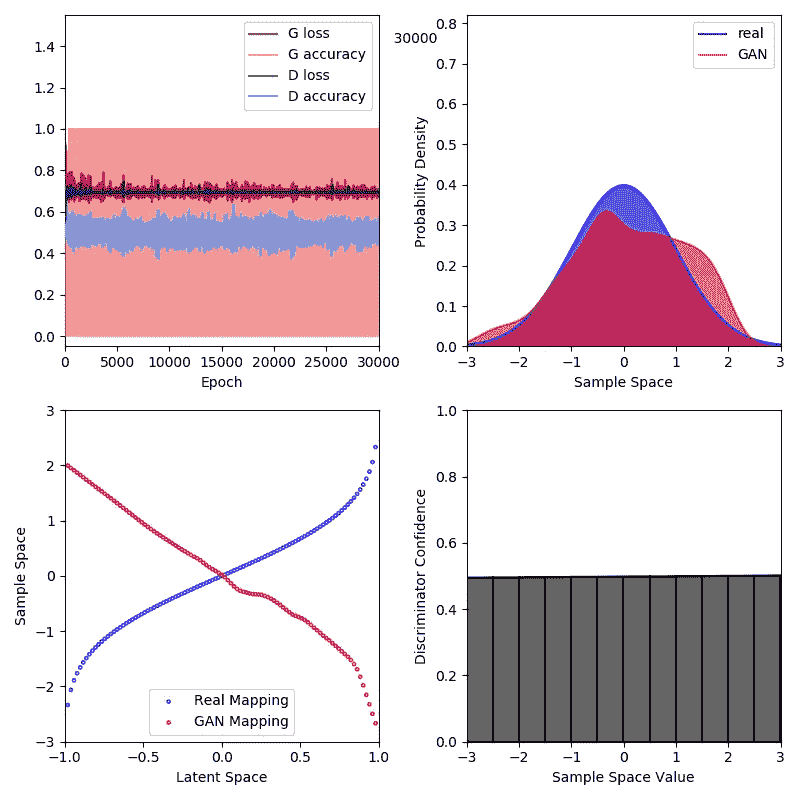 1.4
1.2
1.0
0.8
0.6
0.4
0.2
0.0
G loss
G accuracy
D loss
D accuracy
0 5000 10000 15000 20000 25000 30000
Epoch
30000
Probability Density
0.8
0.7
0.6
0.5
0.4
0.3
0.2
0.1
0.0
real
GAN
−3 −2 −1 0 1 2 3
Sample Space
Sample Space
3
2
1
0
−1
−2
−3
Real Mapping
GAN Mapping
−1.0 −0.5 0.0 0.5 1.0
Latent Space
Discriminator Confidence
1.0
0.8
0.6
0.4
0.2
0.0
−3 −2 −1 0 1 2 3
Sample Space Value